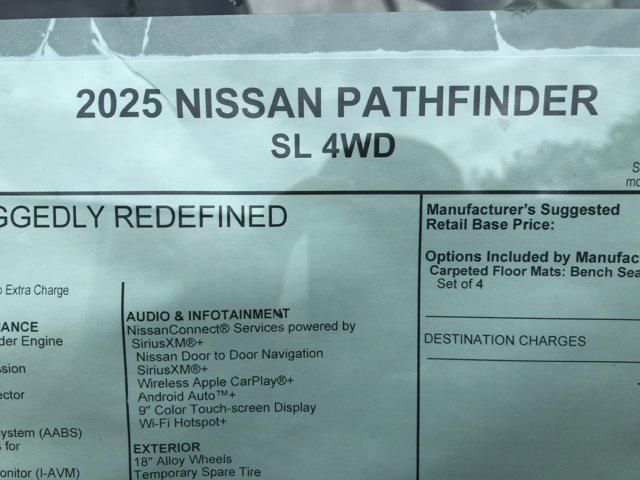 2025 NISSAN PATHFINDER
SL 4WD
GGEDLY REDEFINED
Extra Charge
der Engine
ystem (AABS)
s for
onitor (I-AVM)
AUDIO & INFOTAINMENT
NissanConnect® Services powered by
SiriusXM®+
Nissan Door to Door Navigation
SiriusXM®+
Wireless Apple CarPlay®+
Android Auto™+
9" Color Touch-screen Display
Wi-Fi Hotspot+
EXTERIOR
18" Alloy Wheels
Temporary Spare Tire
Manufacturer's Suggested
Retail Base Price:
Options Included by Manufac
Carpeted Floor Mats: Bench Sea
Set of 4
DESTINATION CHARGES